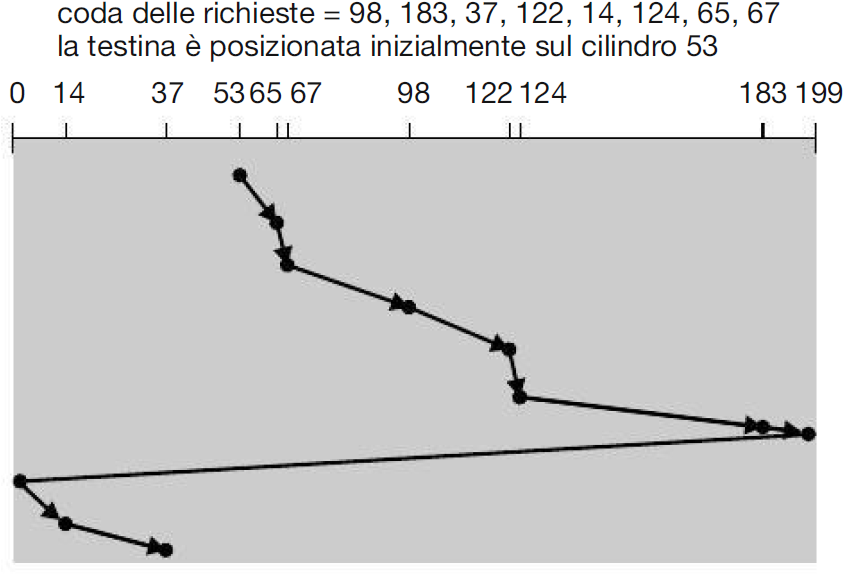 coda delle richieste = 98, 183, 37, 122, 14, 124, 65, 67
la testina è posizionata inizialmente sul cilindro 53
0 14 37 53 65 67 98 122 124 183 199